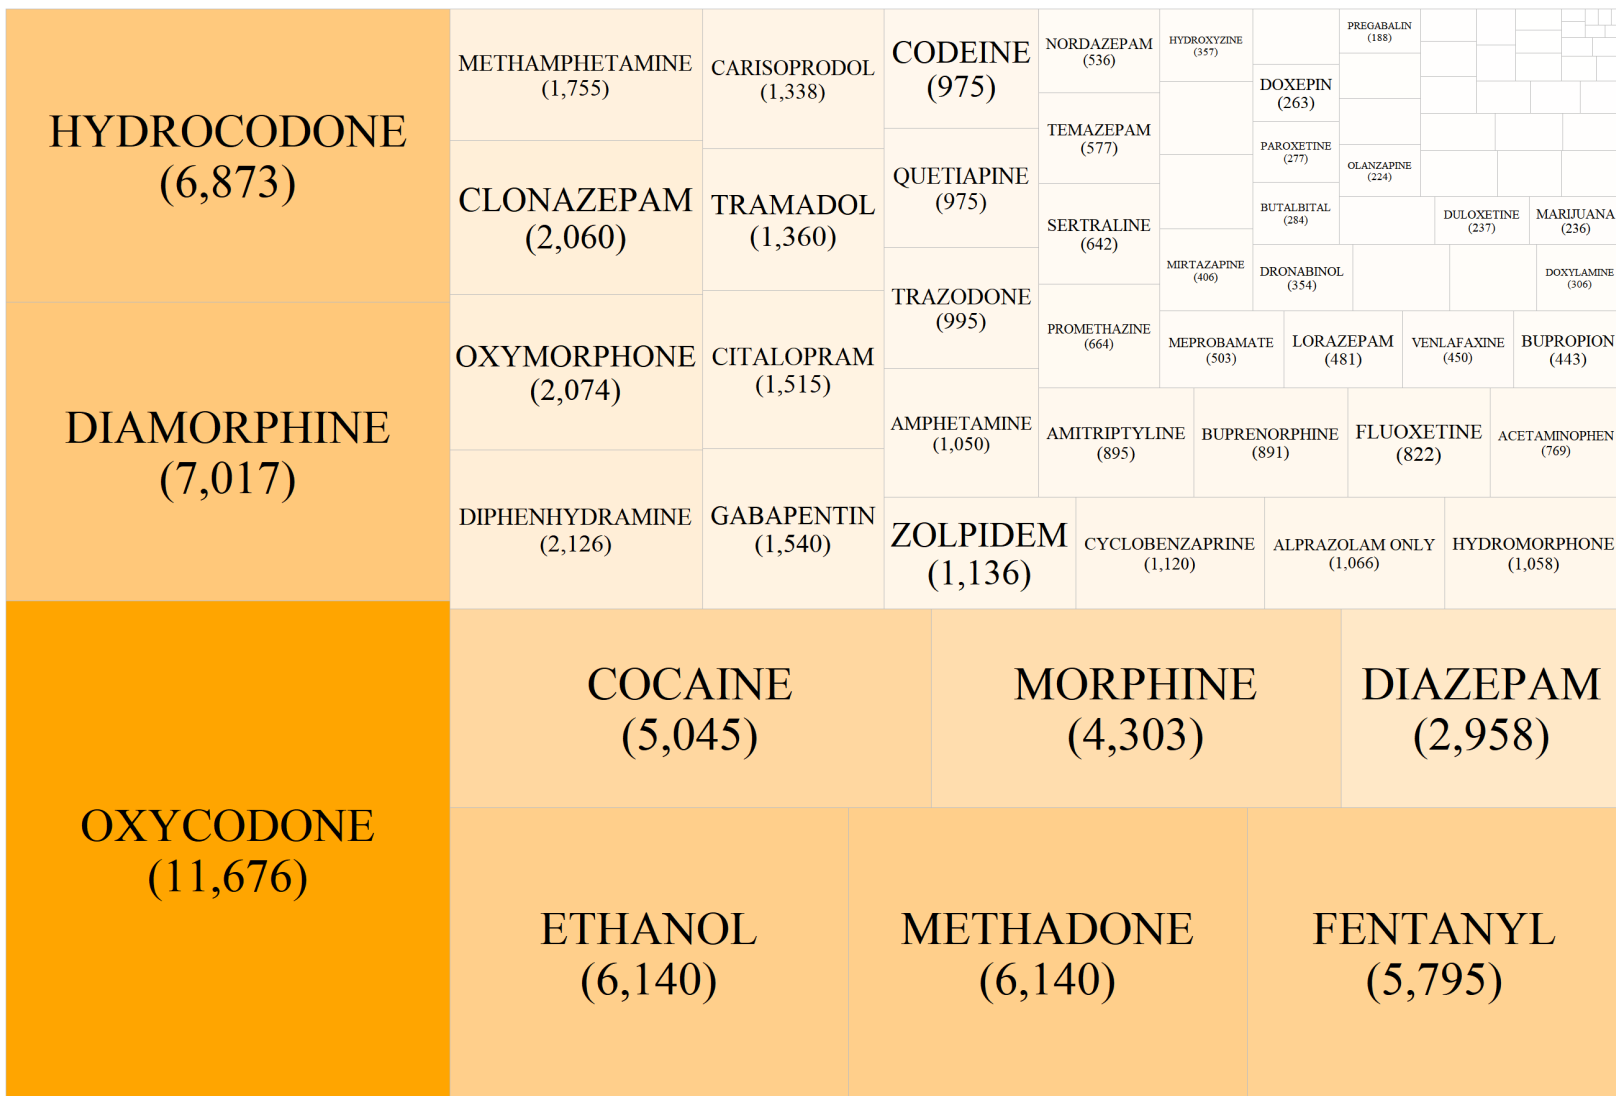 HYDROCODONE
(6,873)
DIAMORPHINE
(7,017)
OXYCODONE
(11,676)
METHAMPHETAMINE
(1,755)
CLONAZEPAM
(2,060)
OXYMORPHONE
(2,074)
DIPHENHYDRAMINE
(2,126)
CARISOPRODOL
(1,338)
TRAMADOL
(1,360)
CITALOPRAM
(1,515)
GABAPENTIN
(1,540)
CODEINE
(975)
QUETIAPINE
(975)
TRAZODONE
(995)
AMPHETAMINE
(1,050)
NORDAZEPAM
(536)
TEMAZEPAM
(577)
SERTRALINE
(642)
PROMETHAZINE
(664)
HYDROXYZINE
(357)
MIRTAZAPINE
(406)
DOXEPIN
(263)
PAROXETINE
(277)
BUTALBITAL
(284)
DRONABINOL
(354)
PREGABALIN
(188)
OLANZAPINE
(224)
DULOXETINE
(237)
MARIJUANA
(236)
DOXYLAMINE
(306)
MEPROBAMATE
(503)
LORAZEPAM
(481)
VENLAFAXINE
(450)
BUPROPION
(443)
AMITRIPTYLINE
(895)
BUPRENORPHINE
(891)
FLUOXETINE
(822)
ACETAMINOPHEN
(769)
ZOLPIDEM
(1,136)
CYCLOBENZAPRINE
(1,120)
ALPRAZOLAM ONLY
(1,066)
HYDROMORPHONE
(1,058)
COCAINE
(5,045)
MORPHINE
(4,303)
DIAZEPAM
(2,958)
ETHANOL
(6,140)
METHADONE
(6,140)
FENTANYL
(5,795)